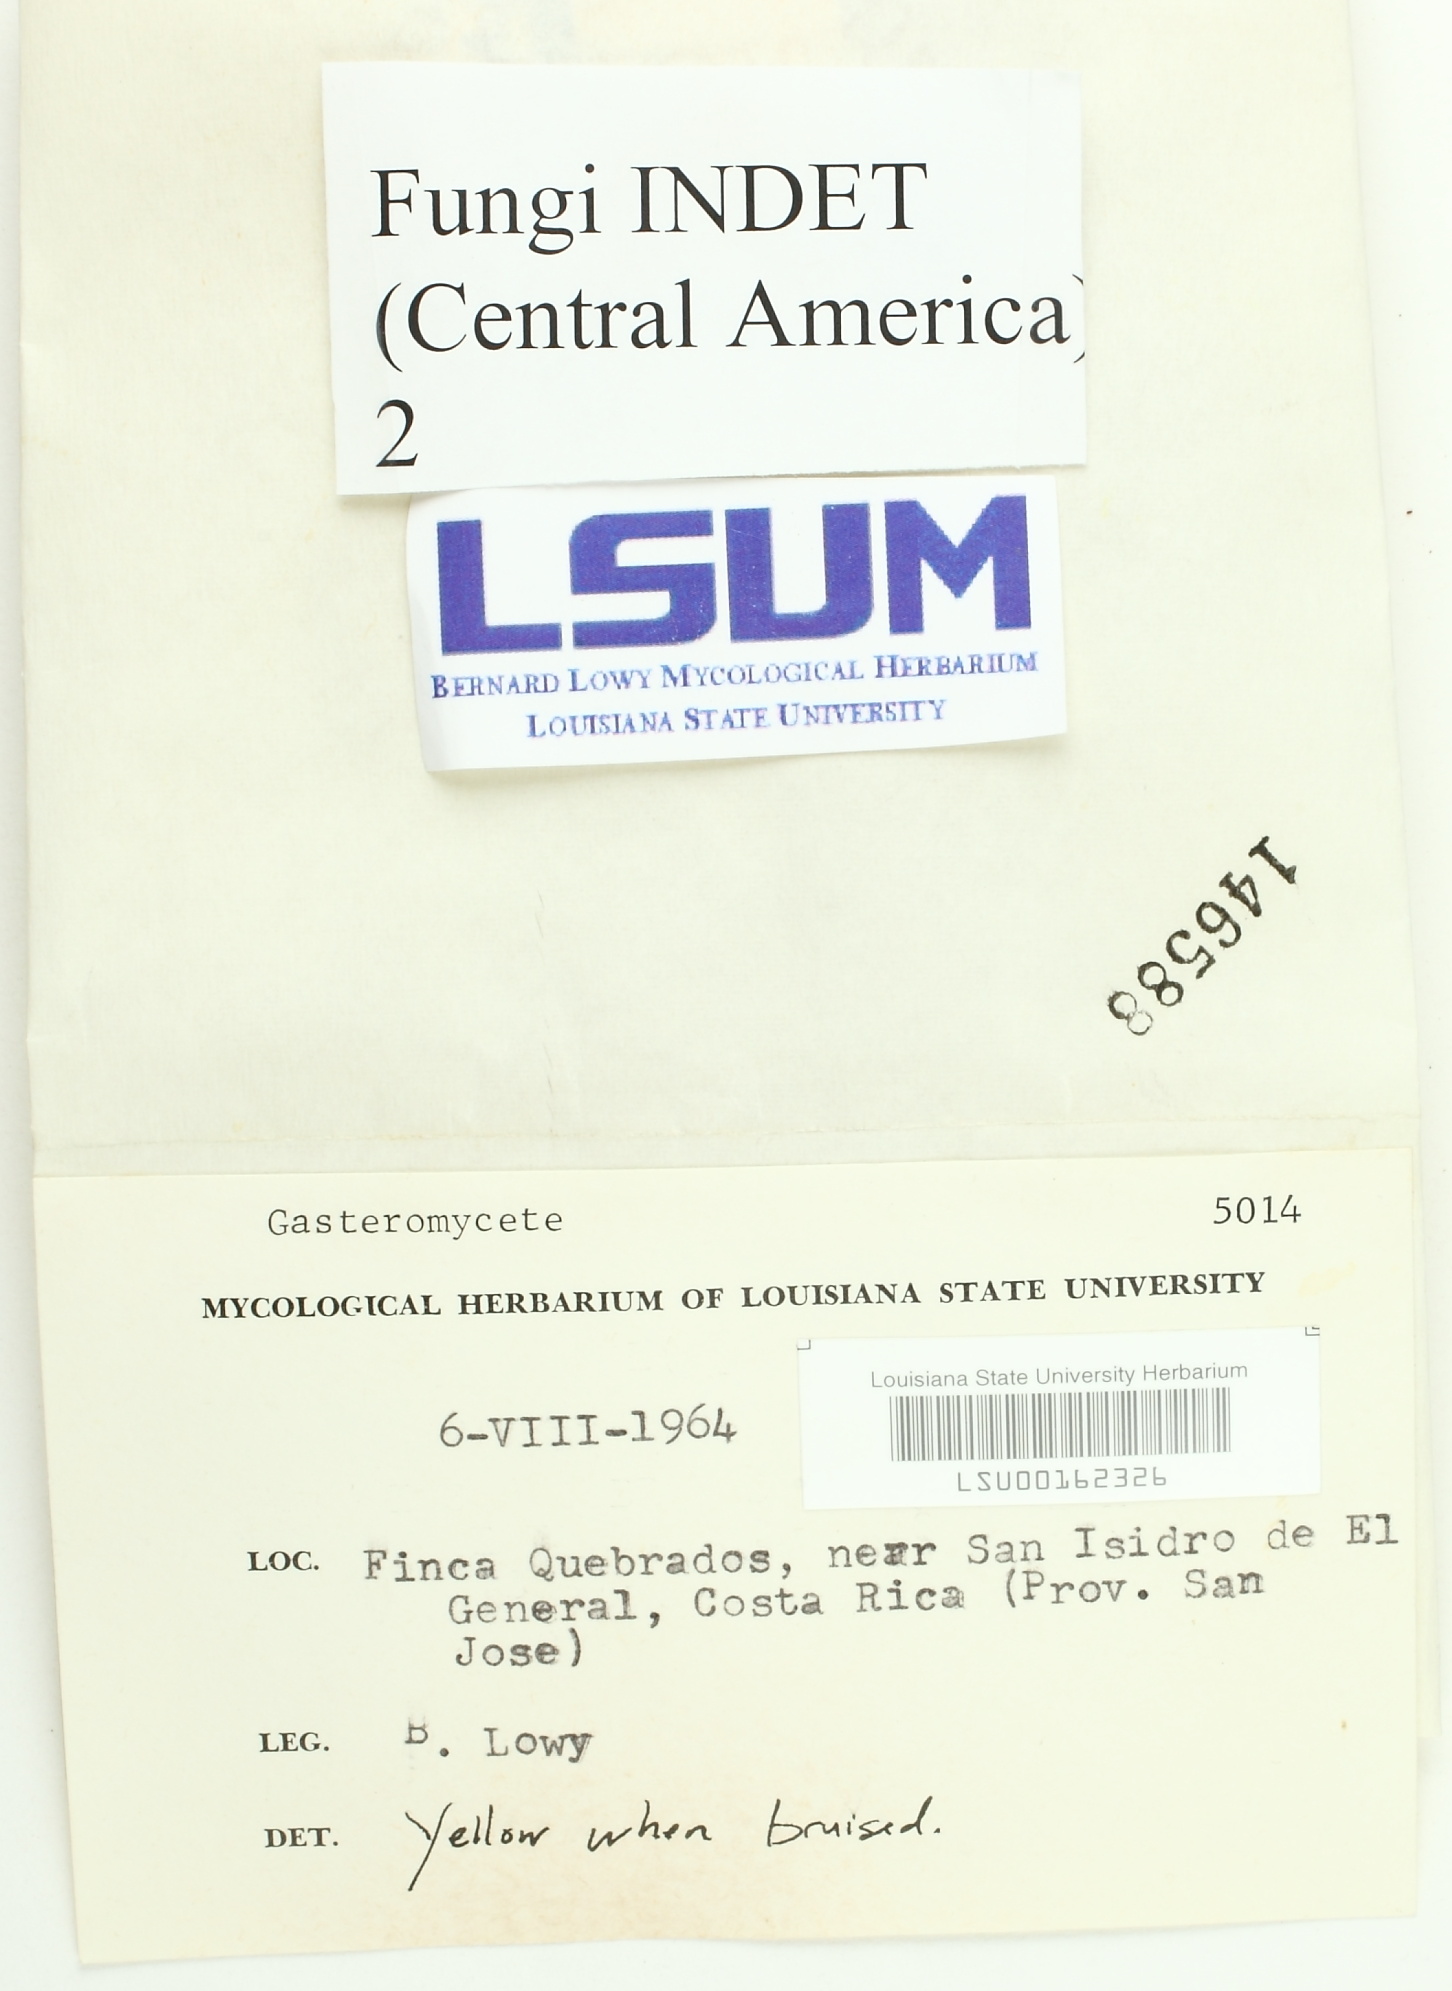 Fungi INDET
(Central America)
2
LSUM
BERNARD LOWY MYCOLOGICAL HERBARIUM
LOUISIANA STATE UNIVERSITY
146588
Gasteromycete 5014
MYCOLOGICAL HERBARIUM OF LOUISIANA STATE UNIVERSITY
Louisiana State University Herbarium
6-VIII-1964
LSU00162326
LOC. Finca Quebrados, near San Isidro de El
General, Costa Rica (Prov. San
Jose)
LEG. B. Lowy
DET. Yellow when bruised.